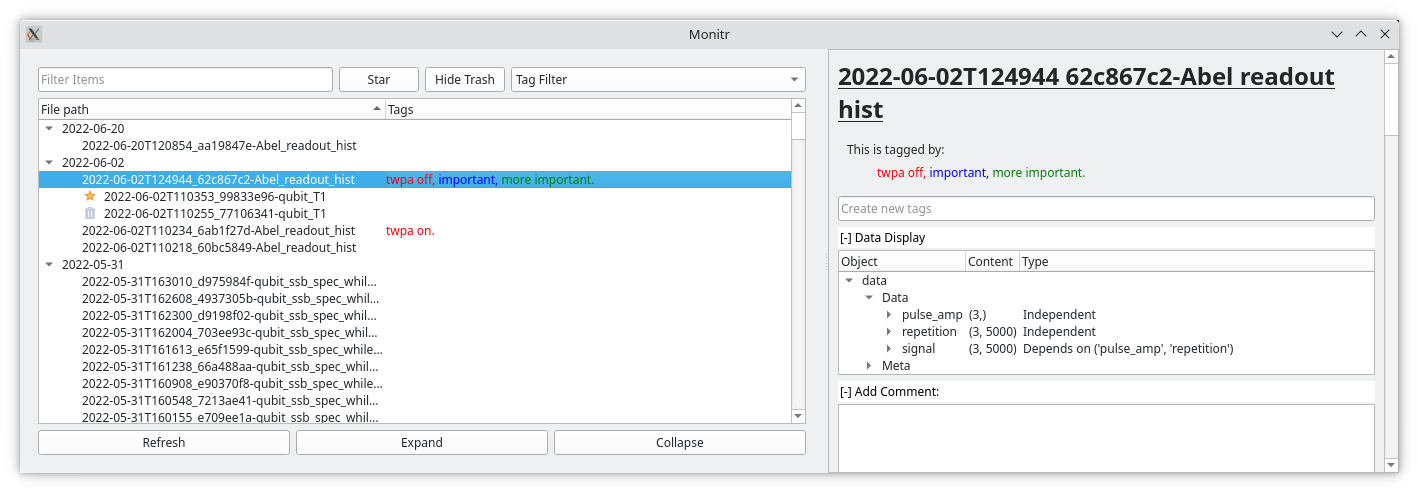 Monitr
Filter Items Star Hide Trash Tag Filter
File path Tags
2022-06-20
2022-06-20T120854_aa19847e-Abel_readout_hist
2022-06-02
2022-06-02T124944_62c867c2-Abel_readout_hist twpa off, important, more important.
2022-06-02T110353_99833e96-qubit_T1
2022-06-02T110255_77106341-qubit_T1
2022-06-02T110234_6ab1f27d-Abel_readout_hist twpa on.
2022-06-02T110218_60bc5849-Abel_readout_hist
2022-05-31
2022-05-31T163010_d975984f-qubit_ssb_spec_whil...
2022-05-31T162608_4937305b-qubit_ssb_spec_whil...
2022-05-31T162300_d9198f02-qubit_ssb_spec_whil...
2022-05-31T162004_703ee93c-qubit_ssb_spec_whil...
2022-05-31T161613_e65f1599-qubit_ssb_spec_while...
2022-05-31T161238_66a488aa-qubit_ssb_spec_whil...
2022-05-31T160908_e90370f8-qubit_ssb_spec_while...
2022-05-31T160548_7213ae41-qubit_ssb_spec_whil...
2022-05-31T160155_e709ee1a-qubit_ssb_spec_whil...
Refresh Expand Collapse
2022-06-02T124944 62c867c2-Abel readout
hist
This is tagged by:
twpa off, important, more important.
Create new tags
[-] Data Display
Object Content Type
data
Data
pulse_amp (3,) Independent
repetition (3, 5000) Independent
signal (3, 5000) Depends on ('pulse_amp', 'repetition')
Meta
[-] Add Comment: